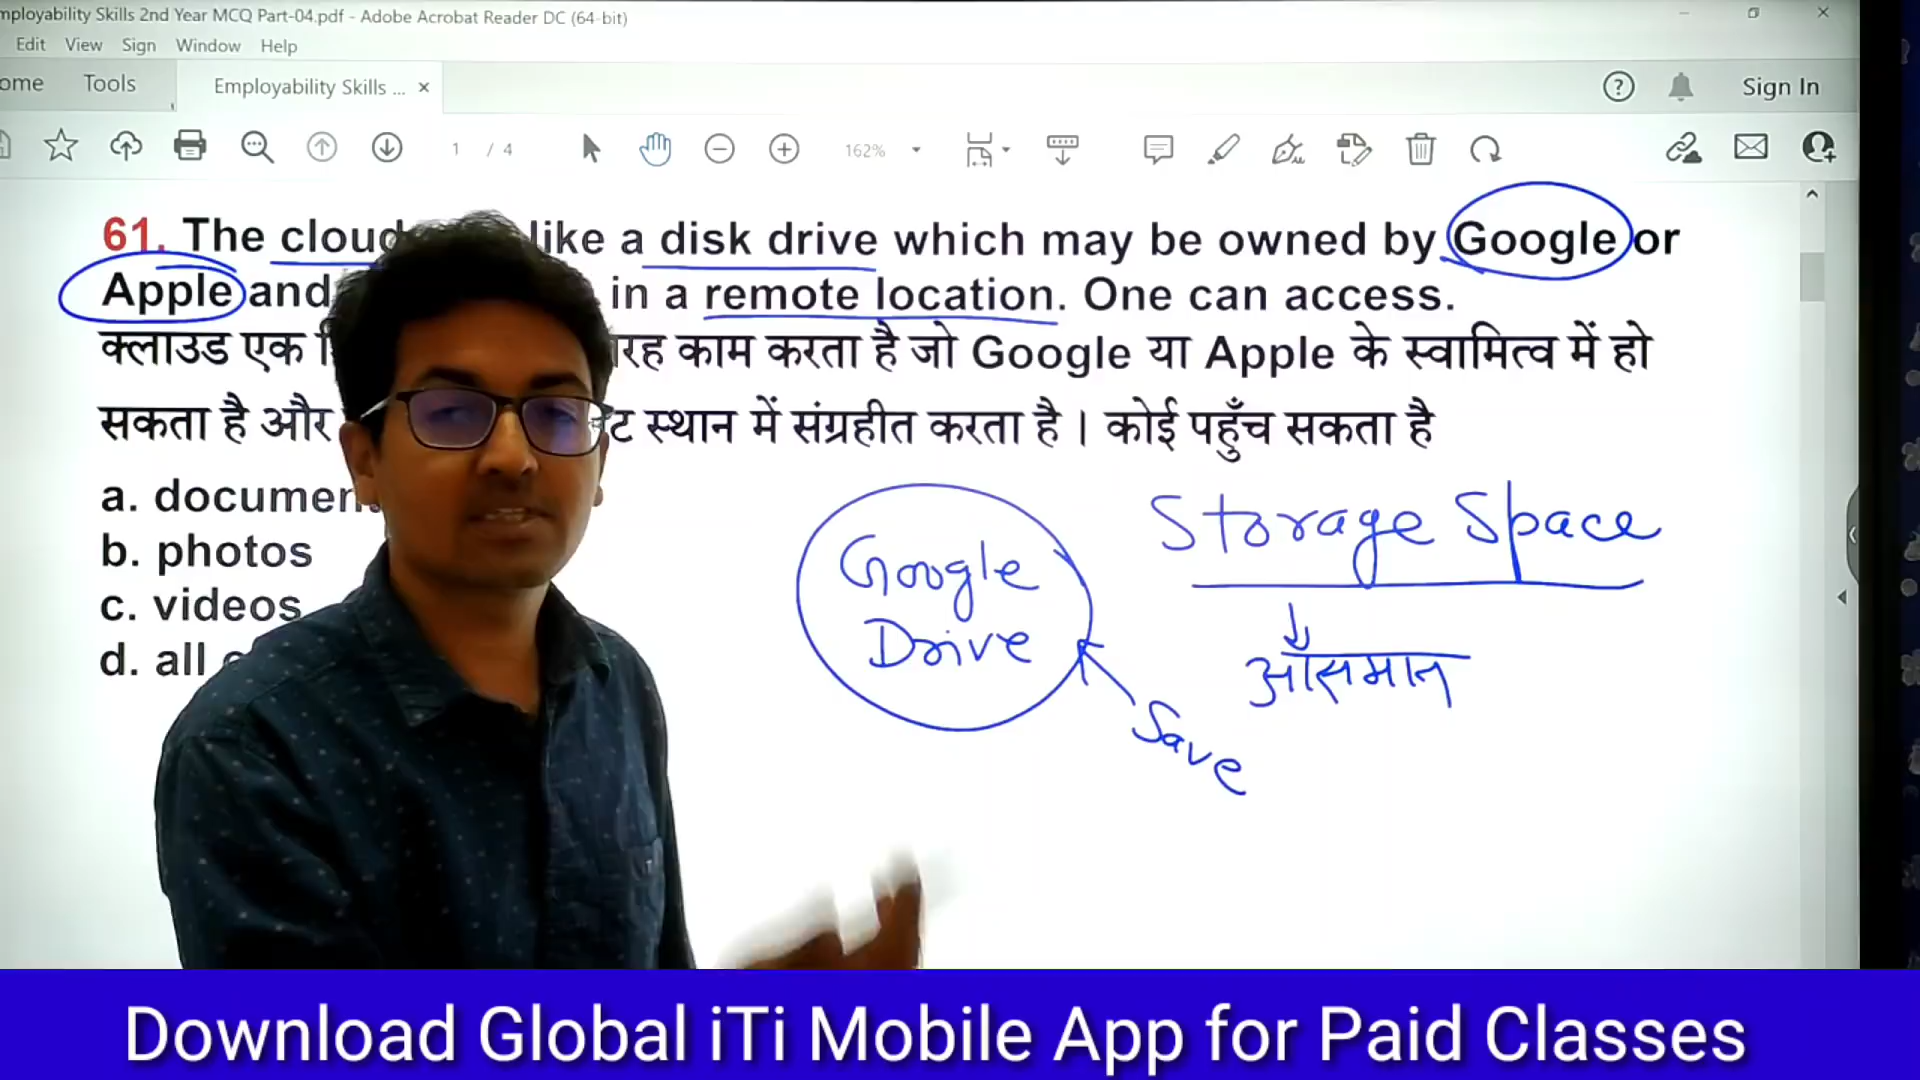 mployability Skills 2nd Year MCQ Part-04.pdf - Adobe Acrobat Reader DC (64-bit)
Edit View Sign Window Help
ome Tools Employability Skills ... ×
Sign In
1 / 4 162%
61. The cloud like a disk drive which may be owned by Google or
Apple and in a remote location. One can access.
क्लाउड एक रह काम करता है जो Google या Apple के स्वामित्व में हो
सकता है और स्थान में संग्रहीत करता है। कोई पहुँच सकता है
a. documen
b. photos
c. videos
d. all
Google
Drive
Storage Space
आसमान
Save
Download Global iTi Mobile App for Paid Classes